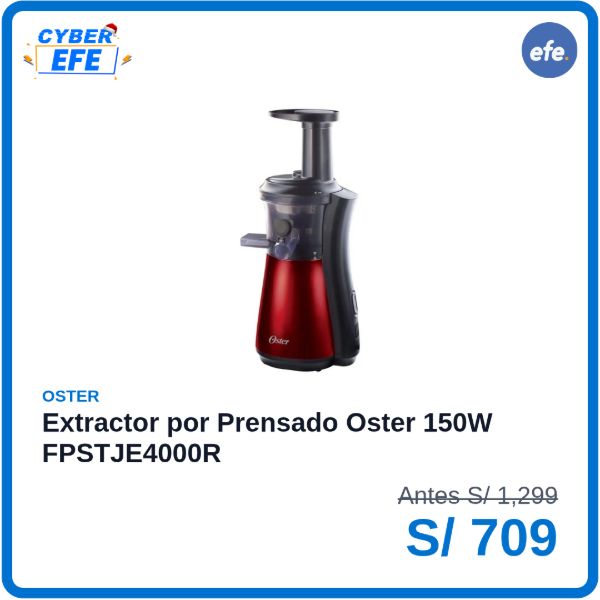 CYBER
EFE
efe.
Oster
OSTER
Extractor por Prensado Oster 150W
FPSTJE4000R
Antes S/ 1,299
S/ 709